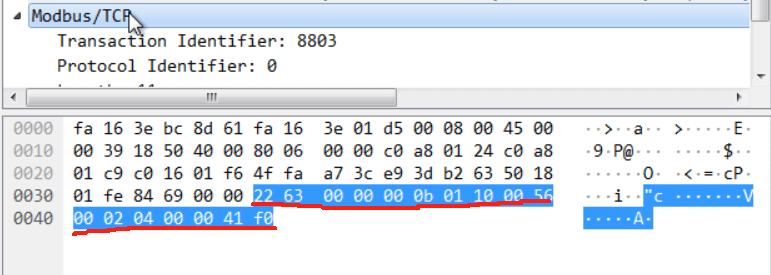 Modbus/TCP
Transaction Identifier: 8803
Protocol Identifier: 0
0000 fa 16 3e bc 8d 61 fa 16 3e 01 d5 00 08 00 45 00 ··>··a·· >·····E·
0010 00 39 18 50 40 00 80 06 00 00 c0 a8 01 24 c0 a8 ·9·P@··· ·····$··
0020 01 c9 c0 16 01 f6 4f fa a7 3c e9 3d b2 63 50 18 ······O· ·<·=·cP·
0030 01 fe 84 69 00 00 22 63 00 00 00 0b 01 10 00 56 ···i··"c ·······V
0040 00 02 04 00 00 41 f0 ·····A·